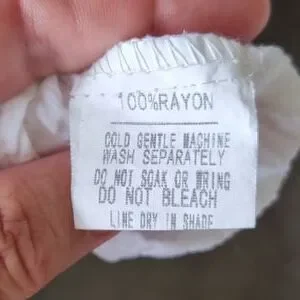 100%RAYON
COLD GENTLE MACHINE
WASH SEPARATELY
DO NOT SOAK OR WRING
DO NOT BLEACH
LINE DRY IN SHADE